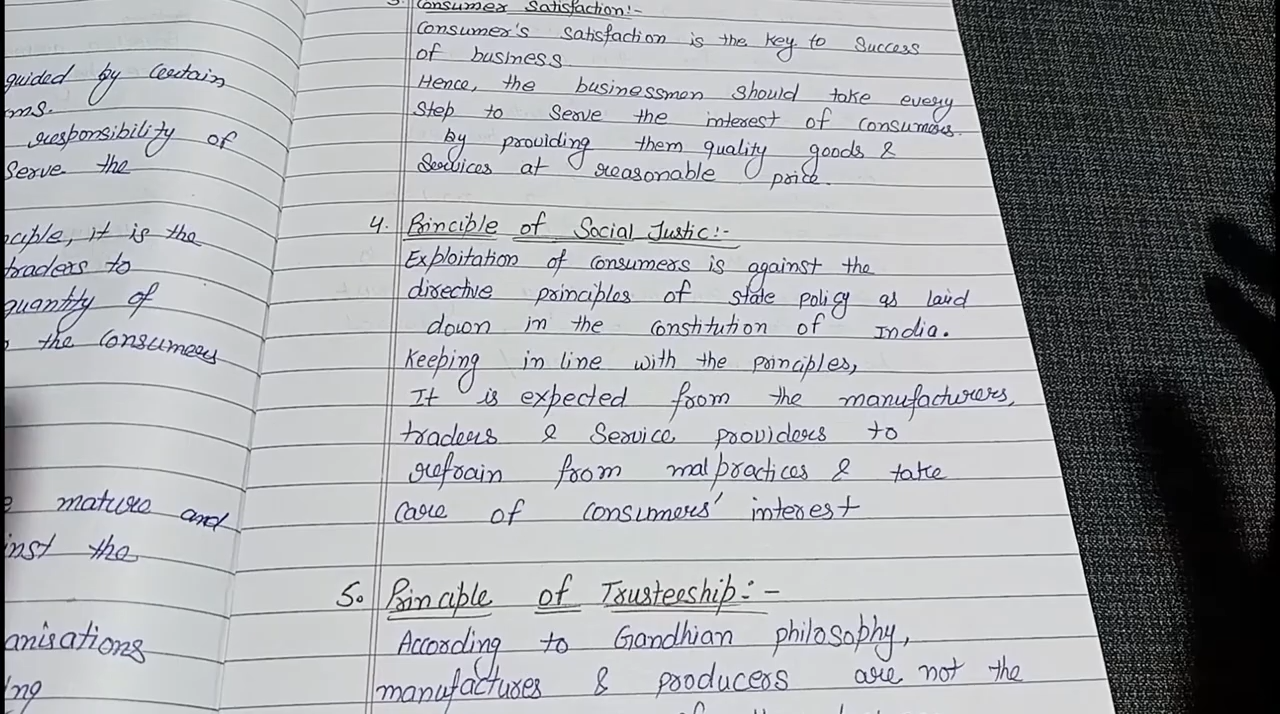 guided by Certain
ms.
responsibility of
Serve the
ciple, it is the
traders to
quantity of
the consumers
mature and
inst the
anisations
ing
3. Consumer Satisfaction:-
Consumer's Satisfaction is the key to Success
of business
Hence, the businessmen should take every
Step to Serve the interest of consumers.
by providing them quality goods &
Services at reasonable price.
4. Principle of Social Justic:-
Exploitation of consumers is against the
directive principles of state policy as laid
down in the constitution of India.
Keeping in line with the principles,
It is expected from the manufacturers,
traders & Service providers to
refrain from malpractices & take
care of consumers' interest
5. Principle of Trusteeship:-
According to Gandhian philosophy,
manufactures & producers are not the